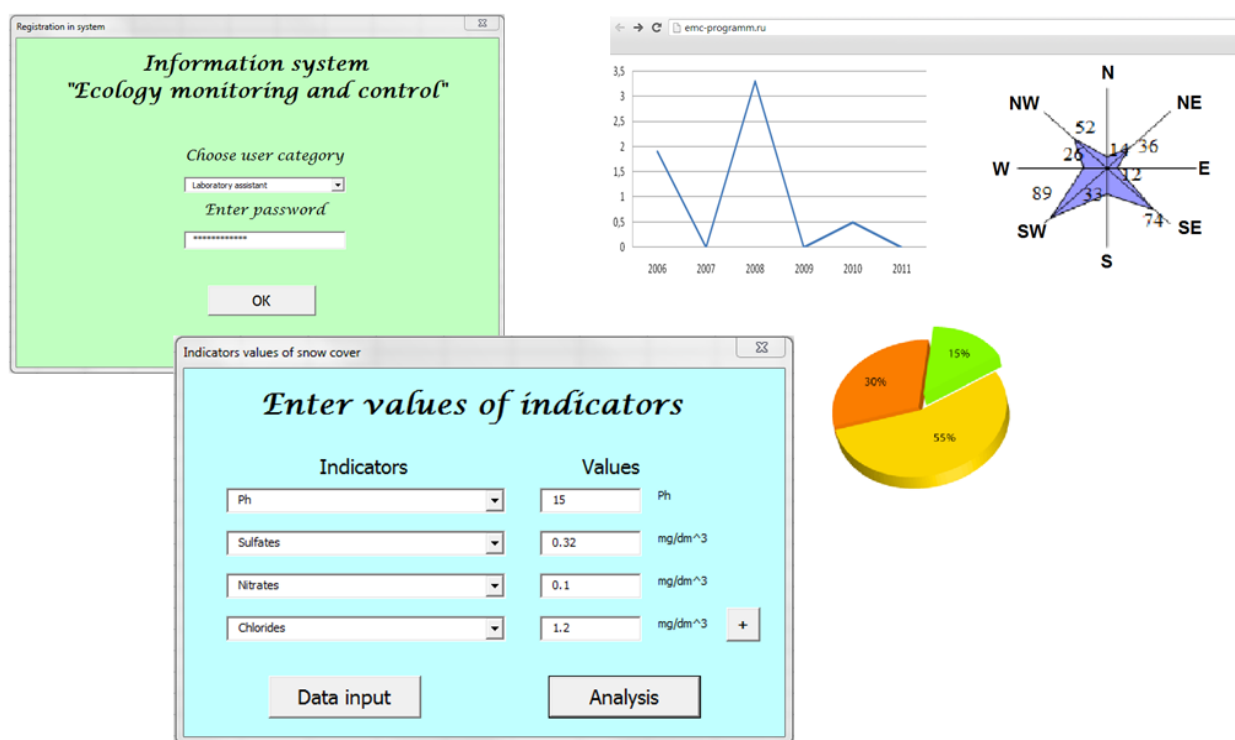 Registration in system
Information system
"Ecology monitoring and control"
Choose user category
Laboratory assistant
Enter password
************
OK
emc-programm.ru
3,5
3
2,5
2
1,5
1
0,5
0
2006 2007 2008 2009 2010 2011
N
NW NE
52
14 36
26
W E
12
89 33
74
SW SE
S
Indicators values of snow cover
Enter values of indicators
Indicators Values
Ph 15 Ph
Sulfates 0.32 mg/dm^3
Nitrates 0.1 mg/dm^3
Chlorides 1.2 mg/dm^3 +
Data input Analysis
15%
30%
55%